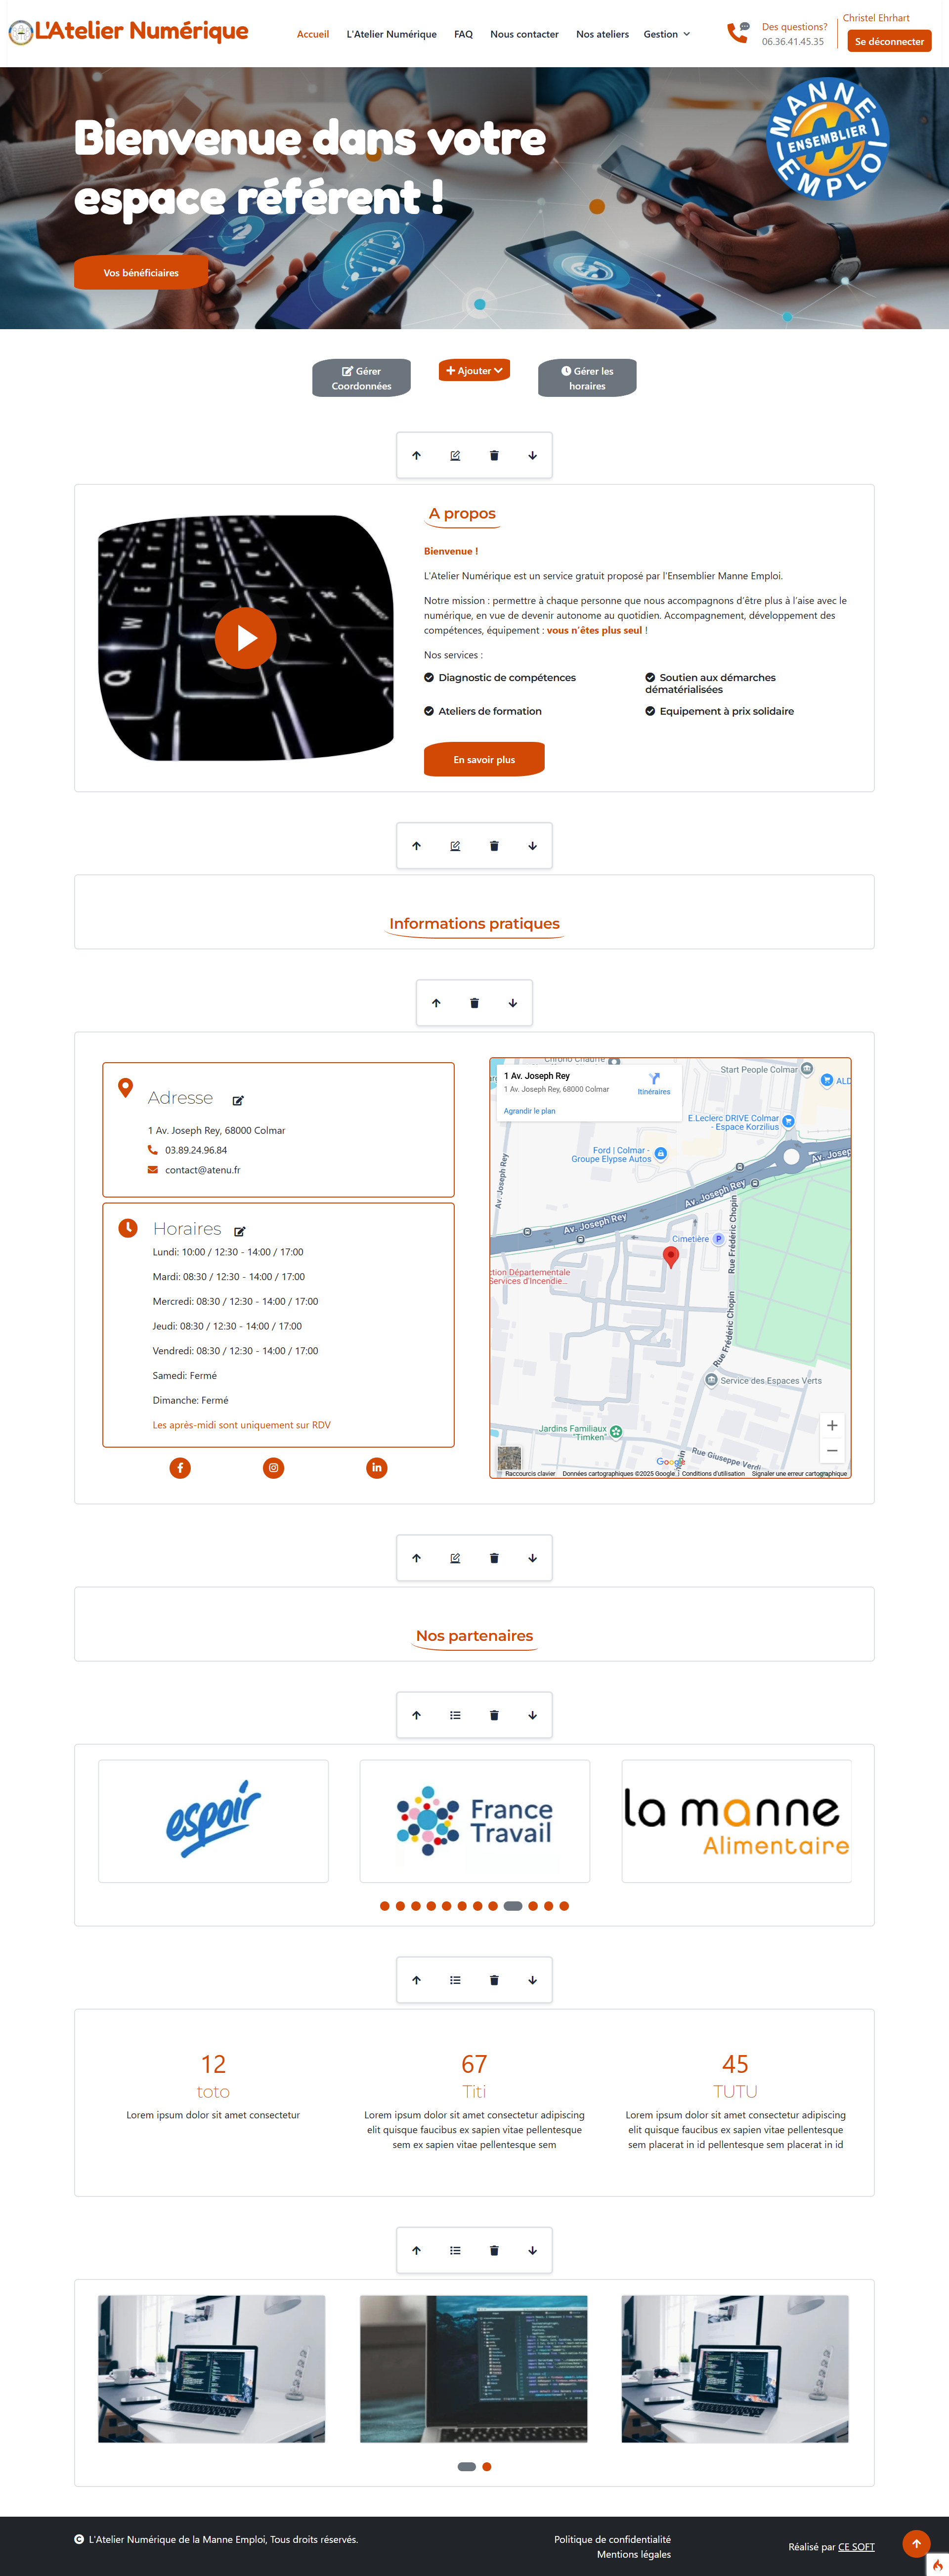 L'Atelier Numérique
Accueil
L'Atelier Numérique
FAQ
Nous contacter
Nos ateliers
Gestion
Des questions?
06.36.41.45.35
Christel Ehrhart
Se déconnecter
Bienvenue dans votre
espace référent !
MANNE
ENSEMBLIER
EMPLOI
Vos bénéficiaires
Gérer
Coordonnées
Ajouter
Gérer les
horaires
A propos
Bienvenue !
L'Atelier Numérique est un service gratuit proposé par l'Ensemblier Manne Emploi.
Notre mission : permettre à chaque personne que nous accompagnons d'être plus à l'aise avec le
numérique, en vue de devenir autonome au quotidien. Accompagnement, développement des
compétences, équipement : vous n'êtes plus seul !
Nos services :
Diagnostic de compétences
Soutien aux démarches
dématérialisées
Ateliers de formation
Equipement à prix solidaire
En savoir plus
Informations pratiques
Adresse
1 Av. Joseph Rey, 68000 Colmar
03.89.24.96.84
contact@atenu.fr
Horaires
Lundi: 10:00 / 12:30 - 14:00 / 17:00
Mardi: 08:30 / 12:30 - 14:00 / 17:00
Mercredi: 08:30 / 12:30 - 14:00 / 17:00
Jeudi: 08:30 / 12:30 - 14:00 / 17:00
Vendredi: 08:30 / 12:30 - 14:00 / 17:00
Samedi: Fermé
Dimanche: Fermé
Les après-midi sont uniquement sur RDV
Chrono Chauffe
1 Av. Joseph Rey
1 Av. Joseph Rey, 68000 Colmar
Itinéraires
Agrandir le plan
Start People Colmar
ALD
E.Leclerc DRIVE Colmar
- Espace Korzilius
Ford | Colmar -
Groupe Elypse Autos
Av. Joseph Rey
Av. Josep
Av. Joseph Rey
Av. Joseph Rey
Cimetière
Rue Frédéric Chopin
ction Départementale
Services d'Incendie...
Rue Frédéric Chopin
Service des Espaces Verts
Jardins Familiaux
"Timken"
Rue Giuseppe Verdi
Google
Raccourcis clavier
Données cartographiques ©2025 Google
Conditions d'utilisation
Signaler une erreur cartographique
Nos partenaires
espoir
France
Travail
la manne
Alimentaire
12
toto
Lorem ipsum dolor sit amet consectetur
67
Titi
Lorem ipsum dolor sit amet consectetur adipiscing
elit quisque faucibus ex sapien vitae pellentesque
sem ex sapien vitae pellentesque sem
45
TUTU
Lorem ipsum dolor sit amet consectetur adipiscing
elit quisque faucibus ex sapien vitae pellentesque
sem placerat in id pellentesque sem placerat in id
L'Atelier Numérique de la Manne Emploi, Tous droits réservés.
Politique de confidentialité
Mentions légales
Réalisé par CE SOFT